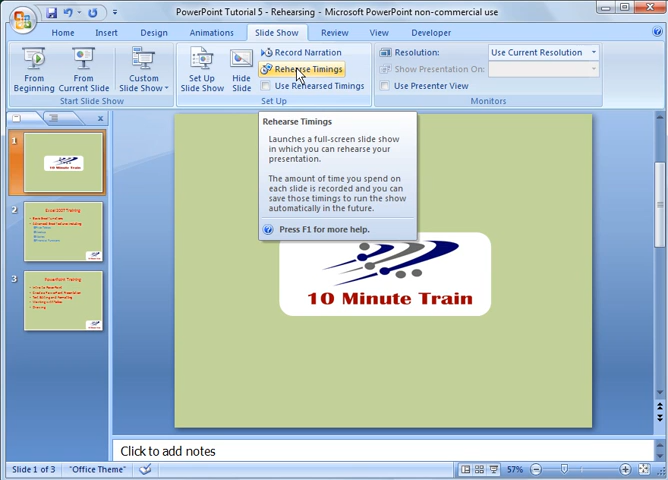 PowerPoint Tutorial 5 - Rehearsing - Microsoft PowerPoint non-commercial use
Home Insert Design Animations Slide Show Review View Developer
From Beginning
From Current Slide
Custom Slide Show
Start Slide Show
Set Up Slide Show
Hide Slide
Record Narration
Rehearse Timings
Use Rehearsed Timings
Set Up
Resolution: Use Current Resolution
Show Presentation On:
Use Presenter View
Monitors
Rehearse Timings
Launches a full-screen slide show
in which you can rehearse your
presentation.
The amount of time you spend on
each slide is recorded and you can
save those timings to run the show
automatically in the future.
Press F1 for more help.
1
2
Excel 2007 Training
3
PowerPoint Training
10 Minute Train
Click to add notes
Slide 1 of 3 "Office Theme" 57%